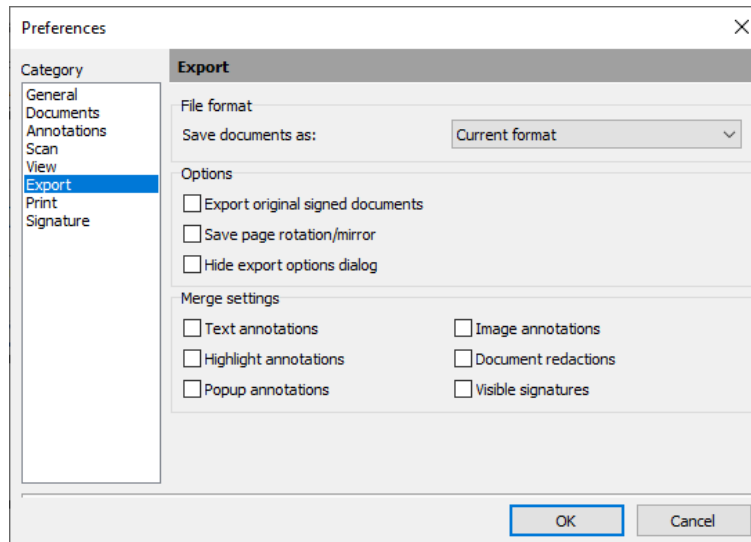 Preferences
Category
General
Documents
Annotations
Scan
View
Export
Print
Signature
Export
File format
Save documents as: Current format
Options
Export original signed documents
Save page rotation/mirror
Hide export options dialog
Merge settings
Text annotations Image annotations
Highlight annotations Document redactions
Popup annotations Visible signatures
OK Cancel